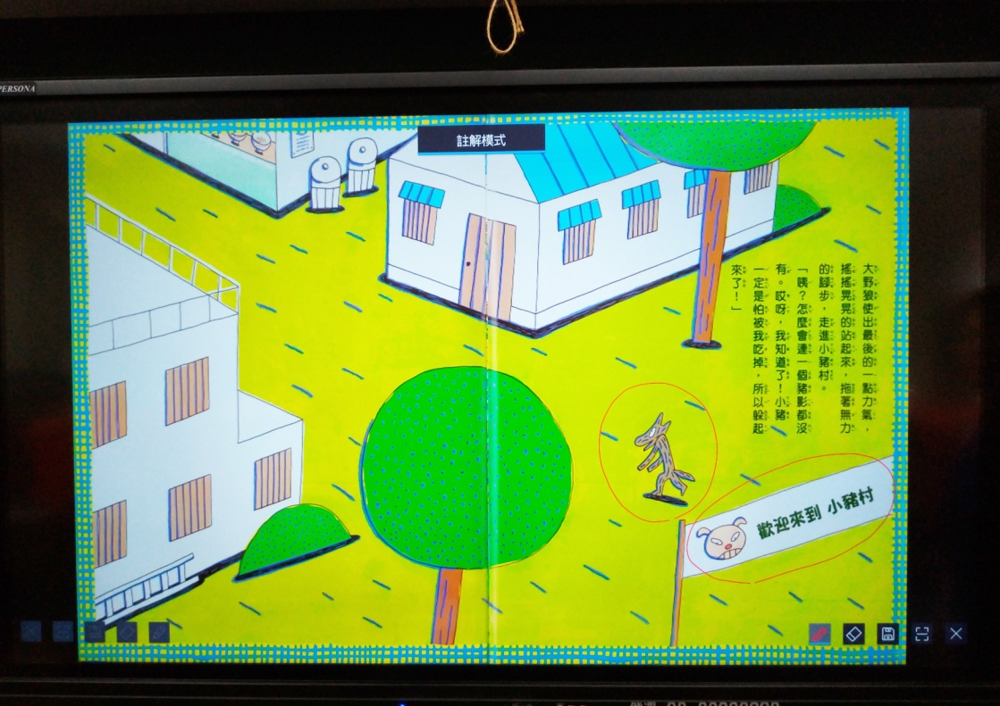 PERSONA
註解模式
大野狼使出最後的一點力氣，
搖搖晃晃的站起來，拖著無力
的腳步，走進小豬村。
「咦？怎麼會連一個豬影都沒
有。哎呀，我知道了！小豬
一定是怕被我吃掉，所以躲起
來了！」
歡迎來到 小豬村